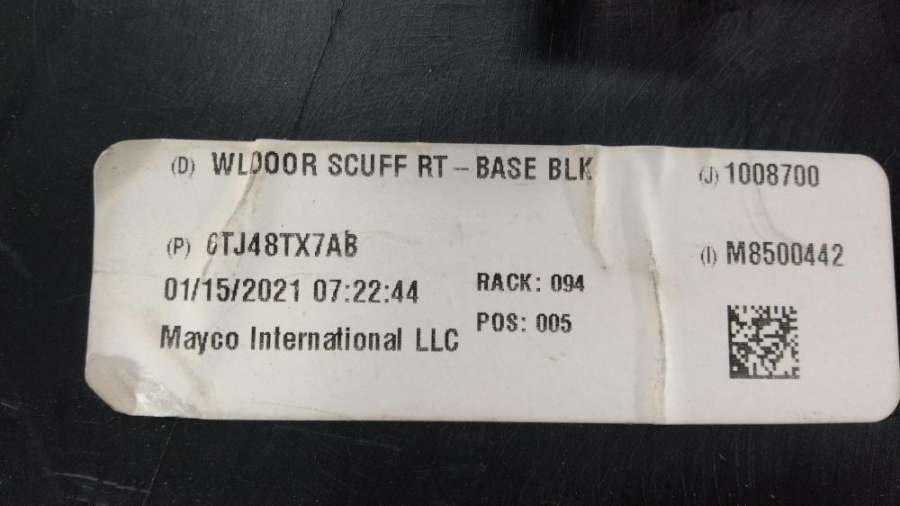 (D) WLDOOR SCUFF RT - BASE BLK
(J) 1008700
(P) 6TJ48TX7AB
(I) M8500442
01/15/2021 07:22:44
RACK: 094
Mayco International LLC
POS: 005